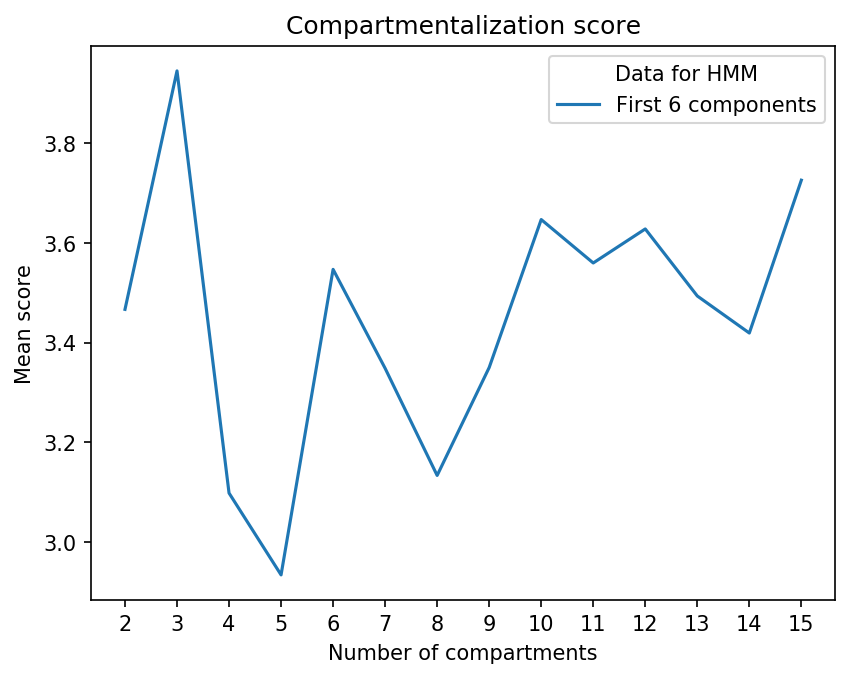 Compartmentalization score
Data for HMM
First 6 components
Mean score
3.8
3.6
3.4
3.2
3.0
2 3 4 5 6 7 8 9 10 11 12 13 14 15
Number of compartments